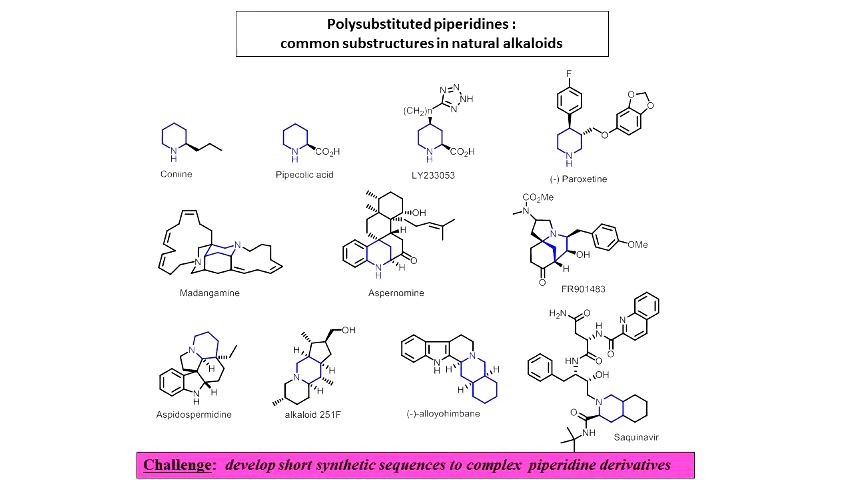 Polysubstituted piperidines :
common substructures in natural alkaloids
F
N N
(CH2)n N NH
O
O
O
N
H
Coniine
N
H
CO2H
Pipecolic acid
N
H
CO2H
LY233053
N
H
(-) Paroxetine
N
N
Madangamine
OH
H
O
N
H
H
Aspernomine
CO2Me
N
N
OH
H
O
OMe
FR901483
N
H
N
H
H
Aspidospermidine
OH
H
H
N
H
alkaloid 251F
N
H
N
H
H
H
(-)-alloyohimbane
H2N
O
N
H
N
O
O
HN
OH
N
O
NH
Saquinavir
Challenge: develop short synthetic sequences to complex piperidine derivatives